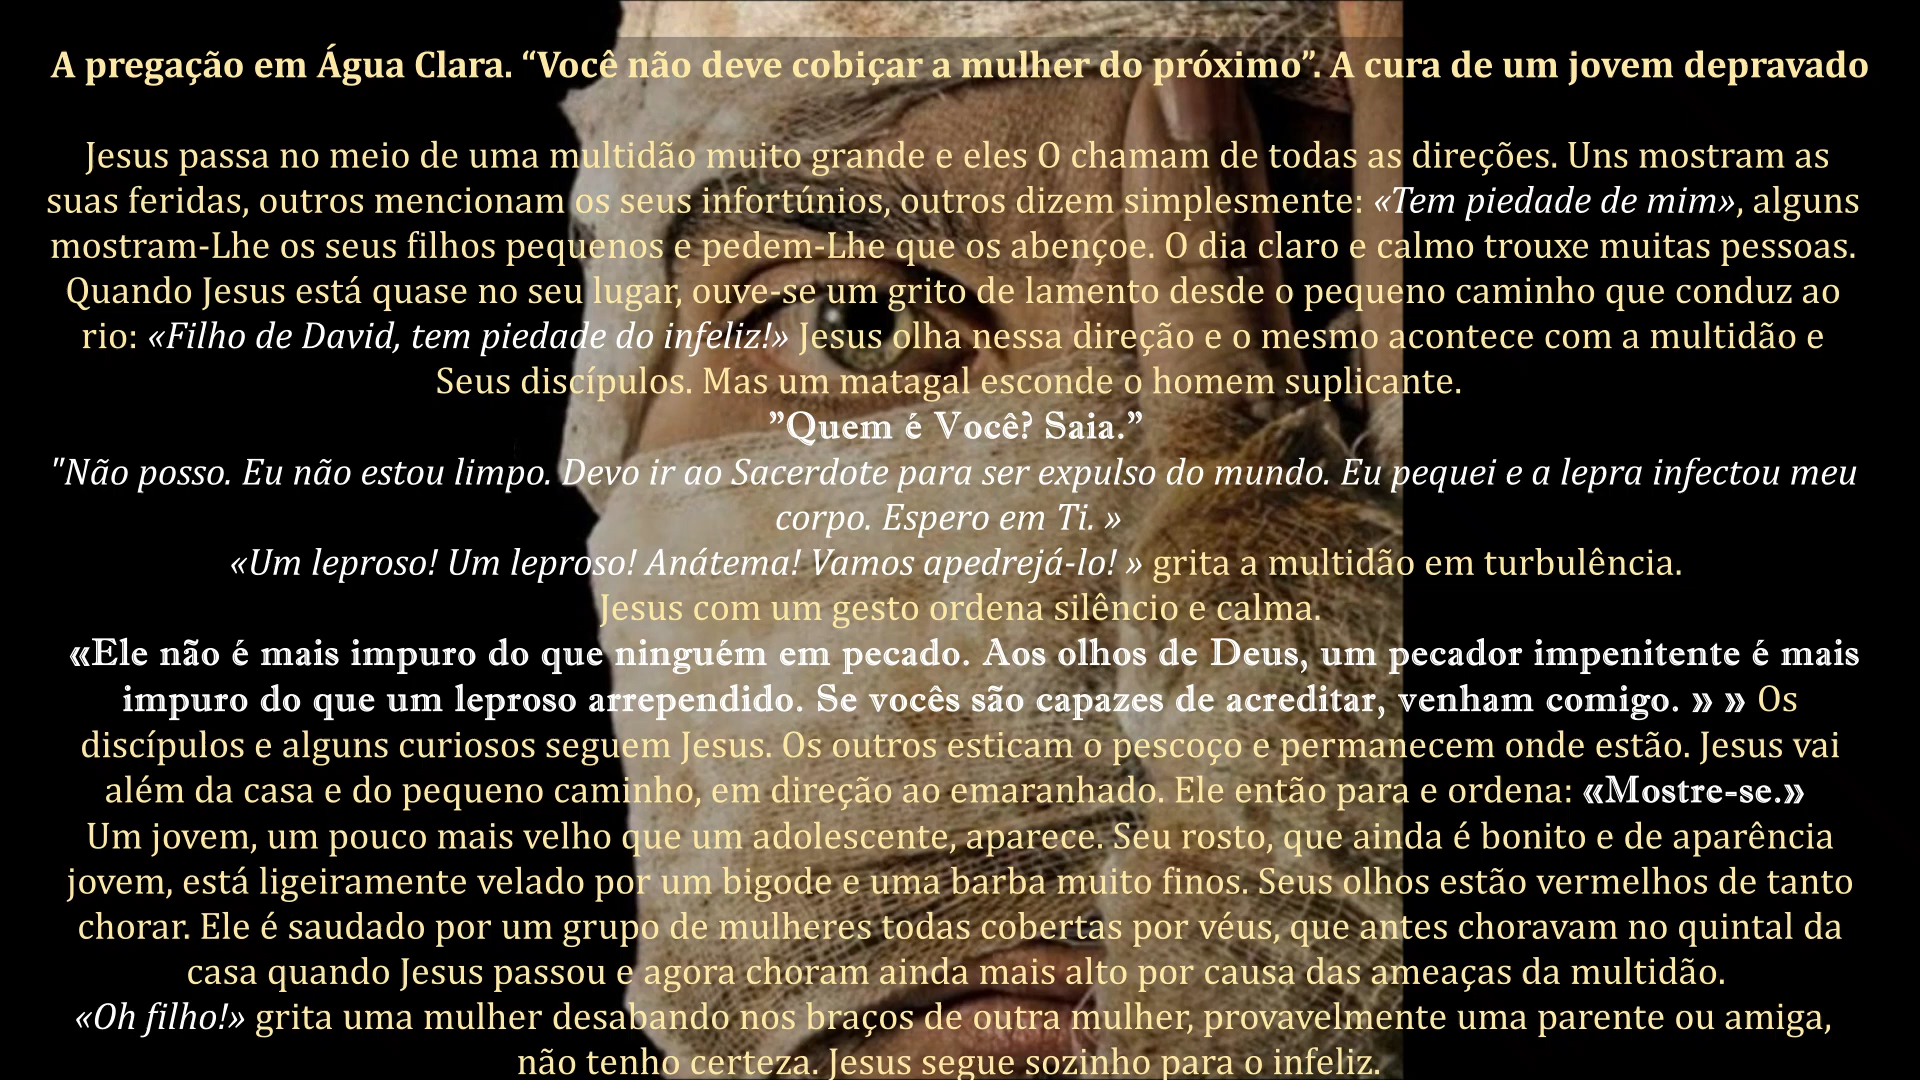 A pregação em Água Clara. “Você não deve cobiçar a mulher do próximo”. A cura de um jovem depravado
Jesus passa no meio de uma multidão muito grande e eles O chamam de todas as direções. Uns mostram as
suas feridas, outros mencionam os seus infortúnios, outros dizem simplesmente: «Tem piedade de mim», alguns
mostram-Lhe os seus filhos pequenos e pedem-Lhe que os abençoe. O dia claro e calmo trouxe muitas pessoas.
Quando Jesus está quase no seu lugar, ouve-se um grito de lamento desde o pequeno caminho que conduz ao
rio: «Filho de David, tem piedade do infeliz!» Jesus olha nessa direção e o mesmo acontece com a multidão e
Seus discípulos. Mas um matagal esconde o homem suplicante.
”Quem é Você? Saia.”
"Não posso. Eu não estou limpo. Devo ir ao Sacerdote para ser expulso do mundo. Eu pequei e a lepra infectou meu
corpo. Espero em Ti. »
«Um leproso! Um leproso! Anátema! Vamos apedrejá-lo! » grita a multidão em turbulência.
Jesus com um gesto ordena silêncio e calma.
«Ele não é mais impuro do que ninguém em pecado. Aos olhos de Deus, um pecador impenitente é mais
impuro do que um leproso arrependido. Se vocês são capazes de acreditar, venham comigo. » » Os
discípulos e alguns curiosos seguem Jesus. Os outros esticam o pescoço e permanecem onde estão. Jesus vai
além da casa e do pequeno caminho, em direção ao emaranhado. Ele então para e ordena: «Mostre-se.»
Um jovem, um pouco mais velho que um adolescente, aparece. Seu rosto, que ainda é bonito e de aparência
jovem, está ligeiramente velado por um bigode e uma barba muito finos. Seus olhos estão vermelhos de tanto
chorar. Ele é saudado por um grupo de mulheres todas cobertas por véus, que antes choravam no quintal da
casa quando Jesus passou e agora choram ainda mais alto por causa das ameaças da multidão.
«Oh filho!» grita uma mulher desabando nos braços de outra mulher, provavelmente uma parente ou amiga,
não tenho certeza. Jesus segue sozinho para o infeliz.